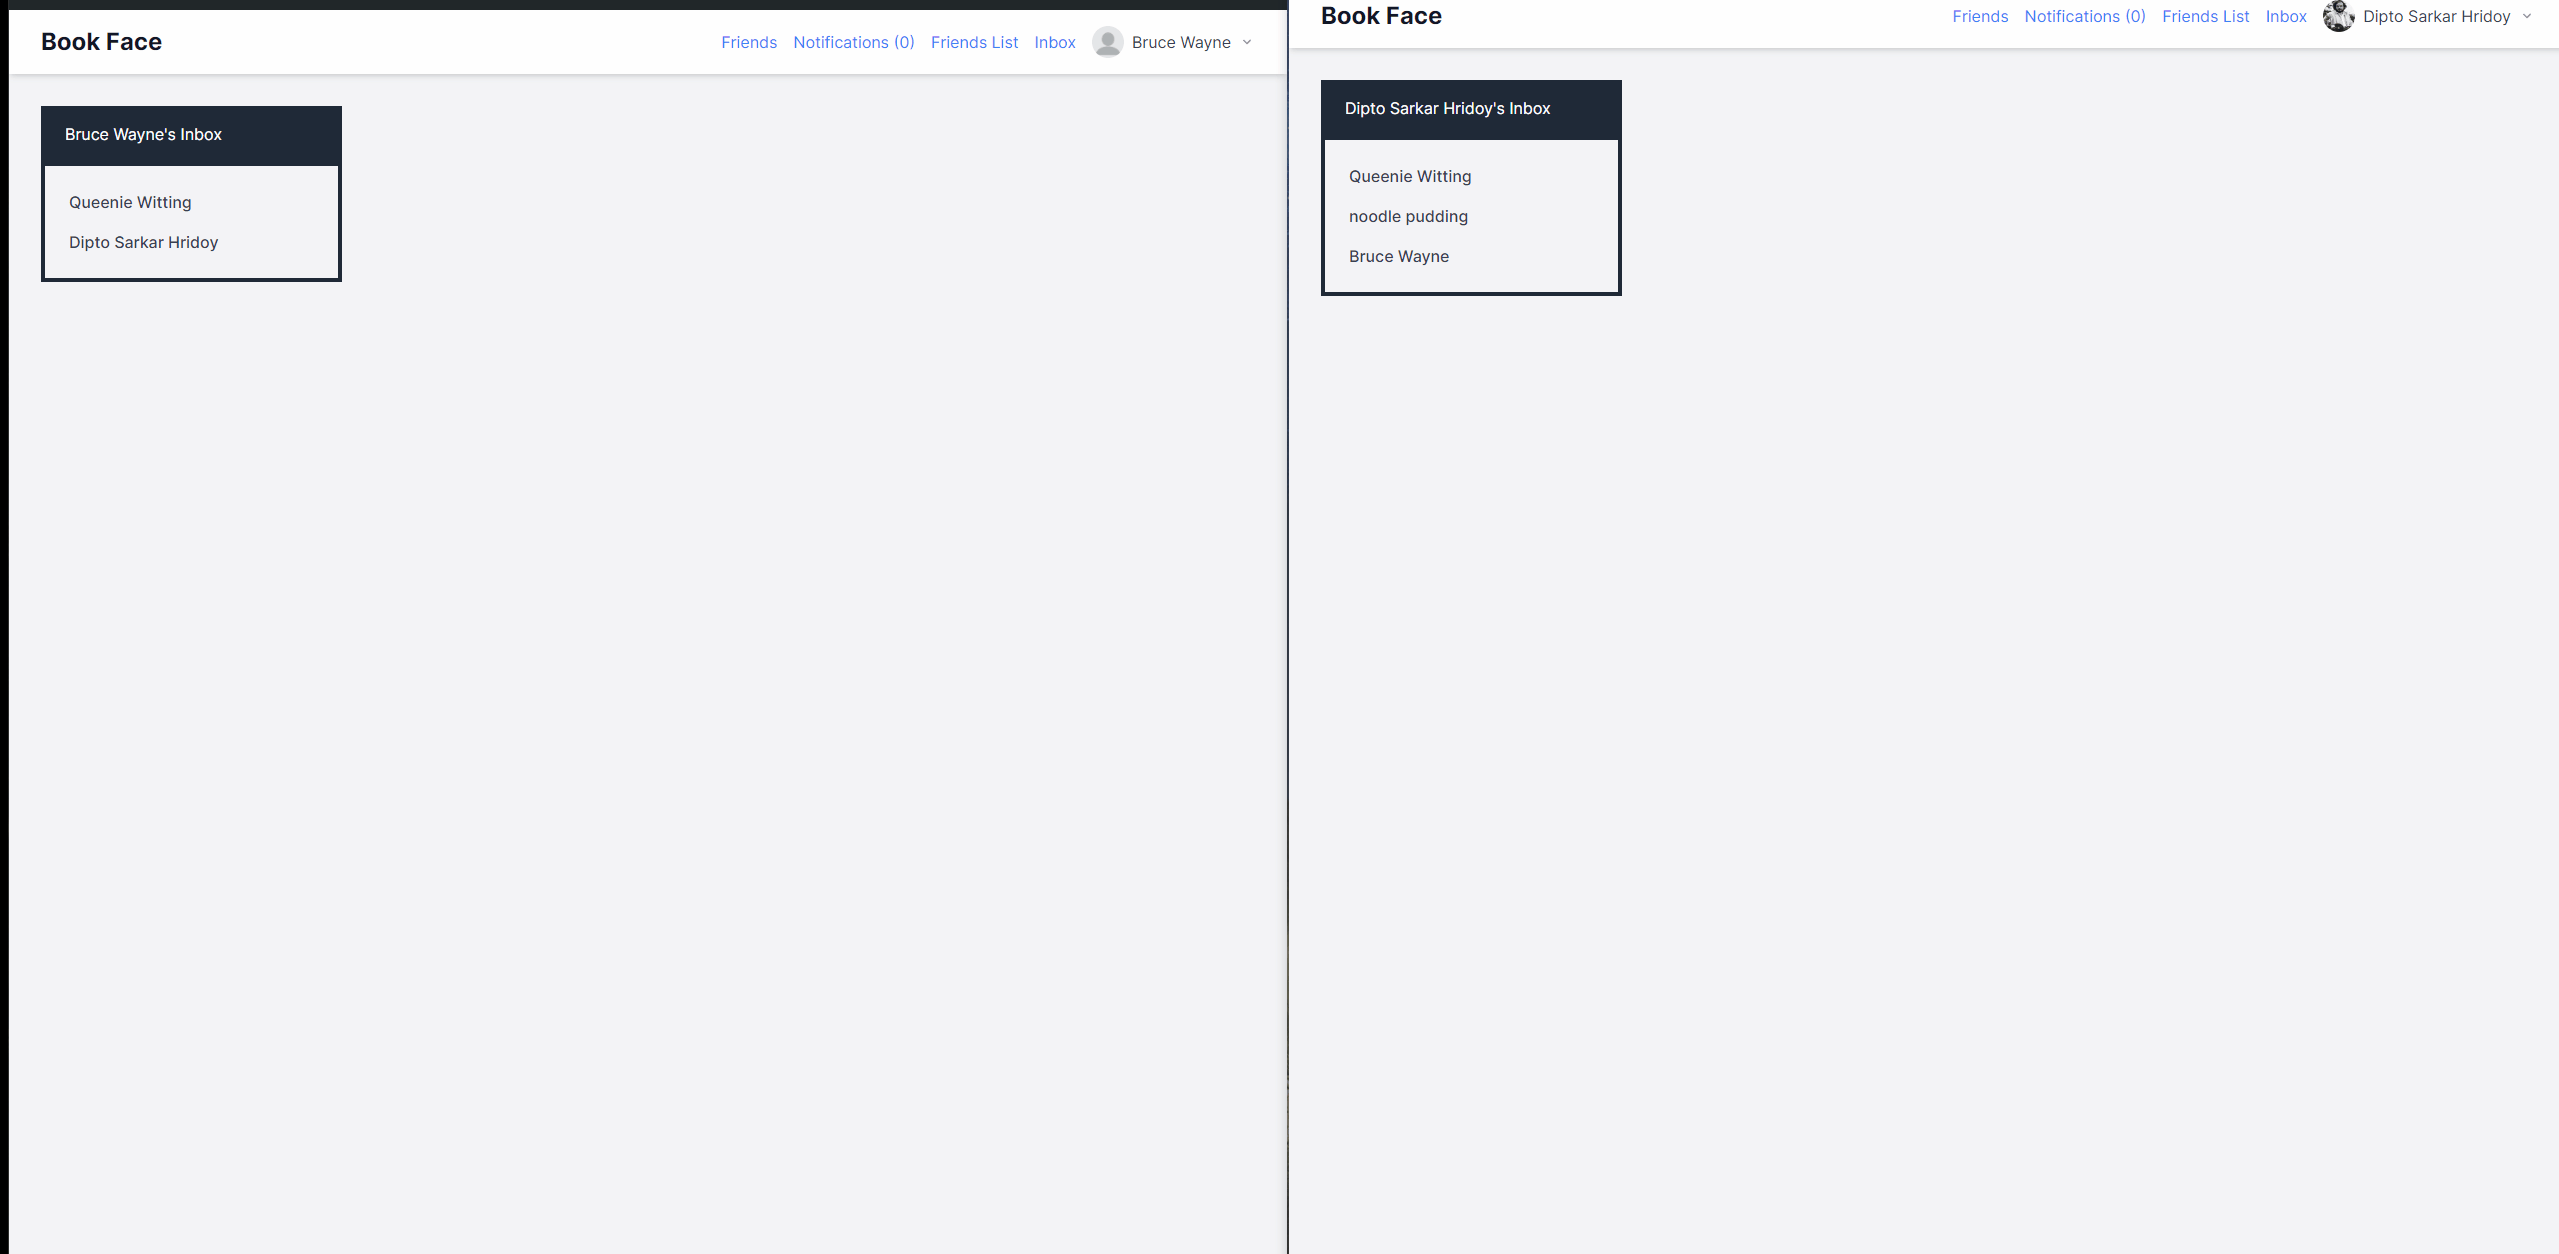 Book Face
Friends Notifications (0) Friends List Inbox Bruce Wayne
Bruce Wayne's Inbox
Queenie Witting
Dipto Sarkar Hridoy
Book Face
Friends Notifications (0) Friends List Inbox Dipto Sarkar Hridoy
Dipto Sarkar Hridoy's Inbox
Queenie Witting
noodle pudding
Bruce Wayne